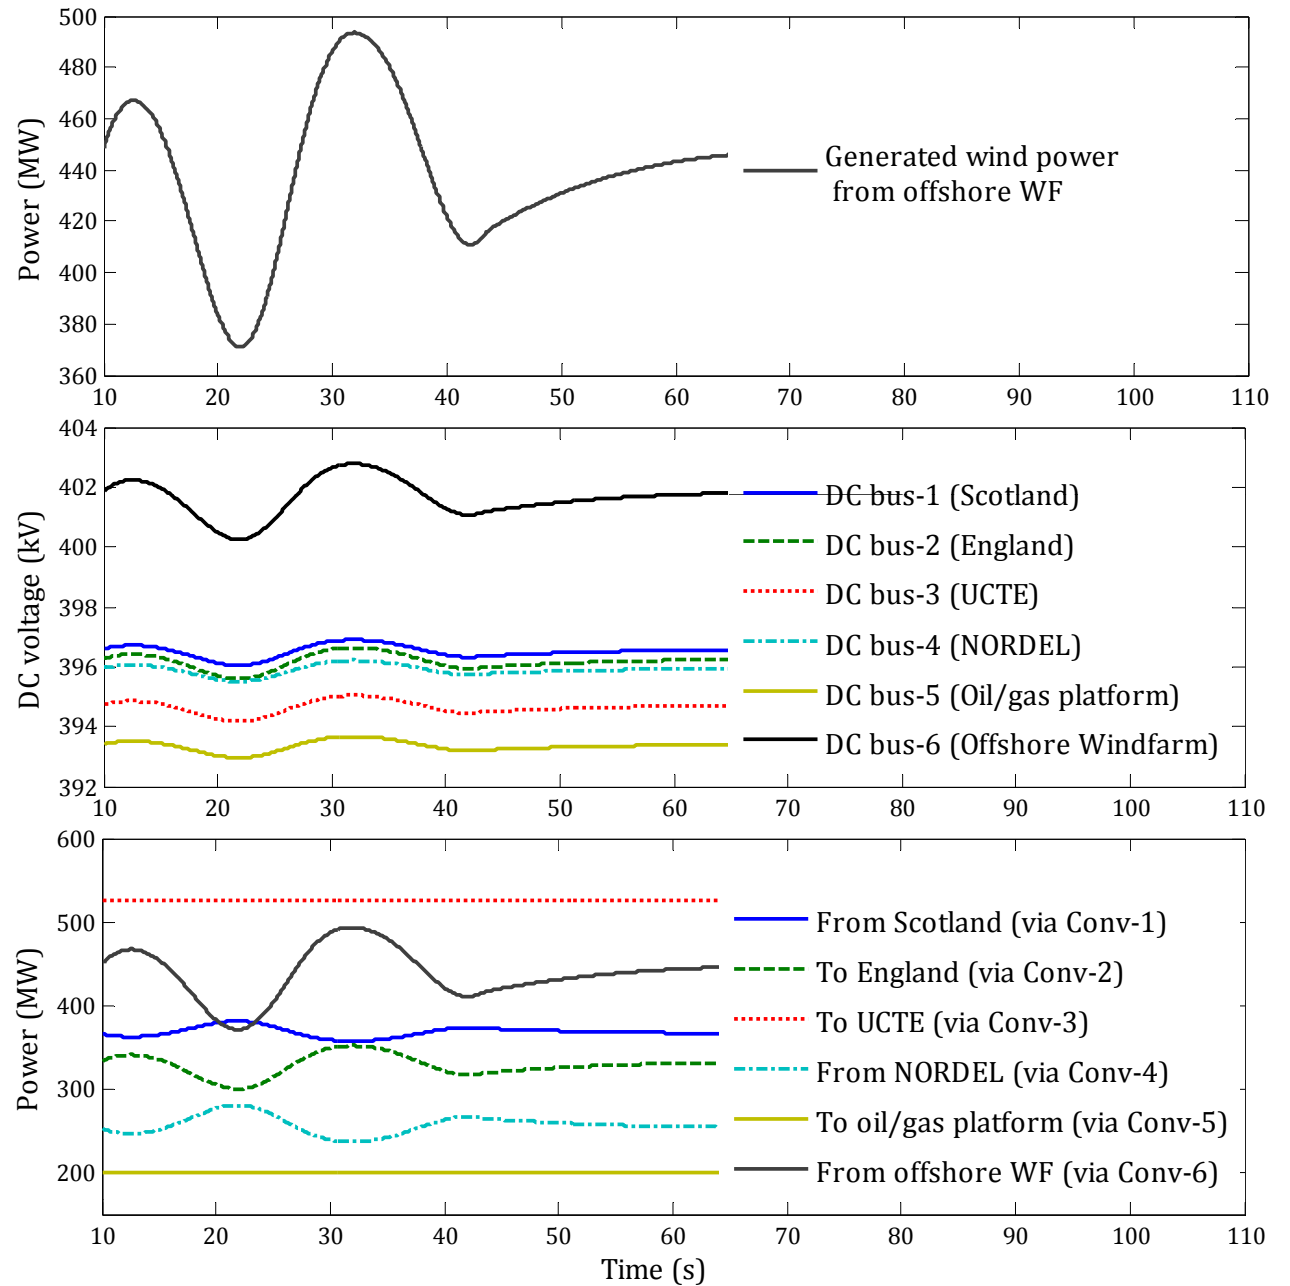 500
480
460
440
420
400
380
360
Power (MW)
Generated wind power
from offshore WF
10 20 30 40 50 60 70 80 90 100 110
404
402
400
398
396
394
392
DC voltage (kV)
DC bus-1 (Scotland)
DC bus-2 (England)
DC bus-3 (UCTE)
DC bus-4 (NORDEL)
DC bus-5 (Oil/gas platform)
DC bus-6 (Offshore Windfarm)
10 20 30 40 50 60 70 80 90 100 110
600
500
400
300
200
Power (MW)
From Scotland (via Conv-1)
To England (via Conv-2)
To UCTE (via Conv-3)
From NORDEL (via Conv-4)
To oil/gas platform (via Conv-5)
From offshore WF (via Conv-6)
10 20 30 40 50 60 70 80 90 100 110
Time (s)